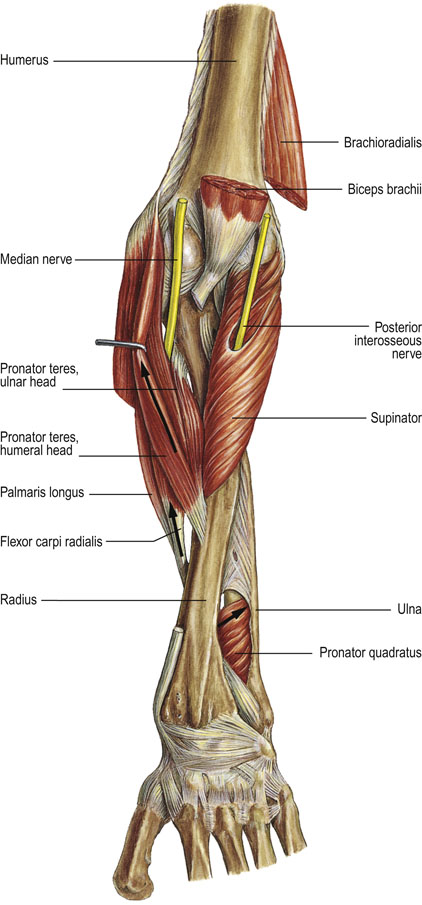 Humerus
Brachioradialis
Biceps brachii
Median nerve
Posterior
interosseous
nerve
Pronator teres,
ulnar head
Supinator
Pronator teres,
humeral head
Palmaris longus
Flexor carpi radialis
Radius
Ulna
Pronator quadratus